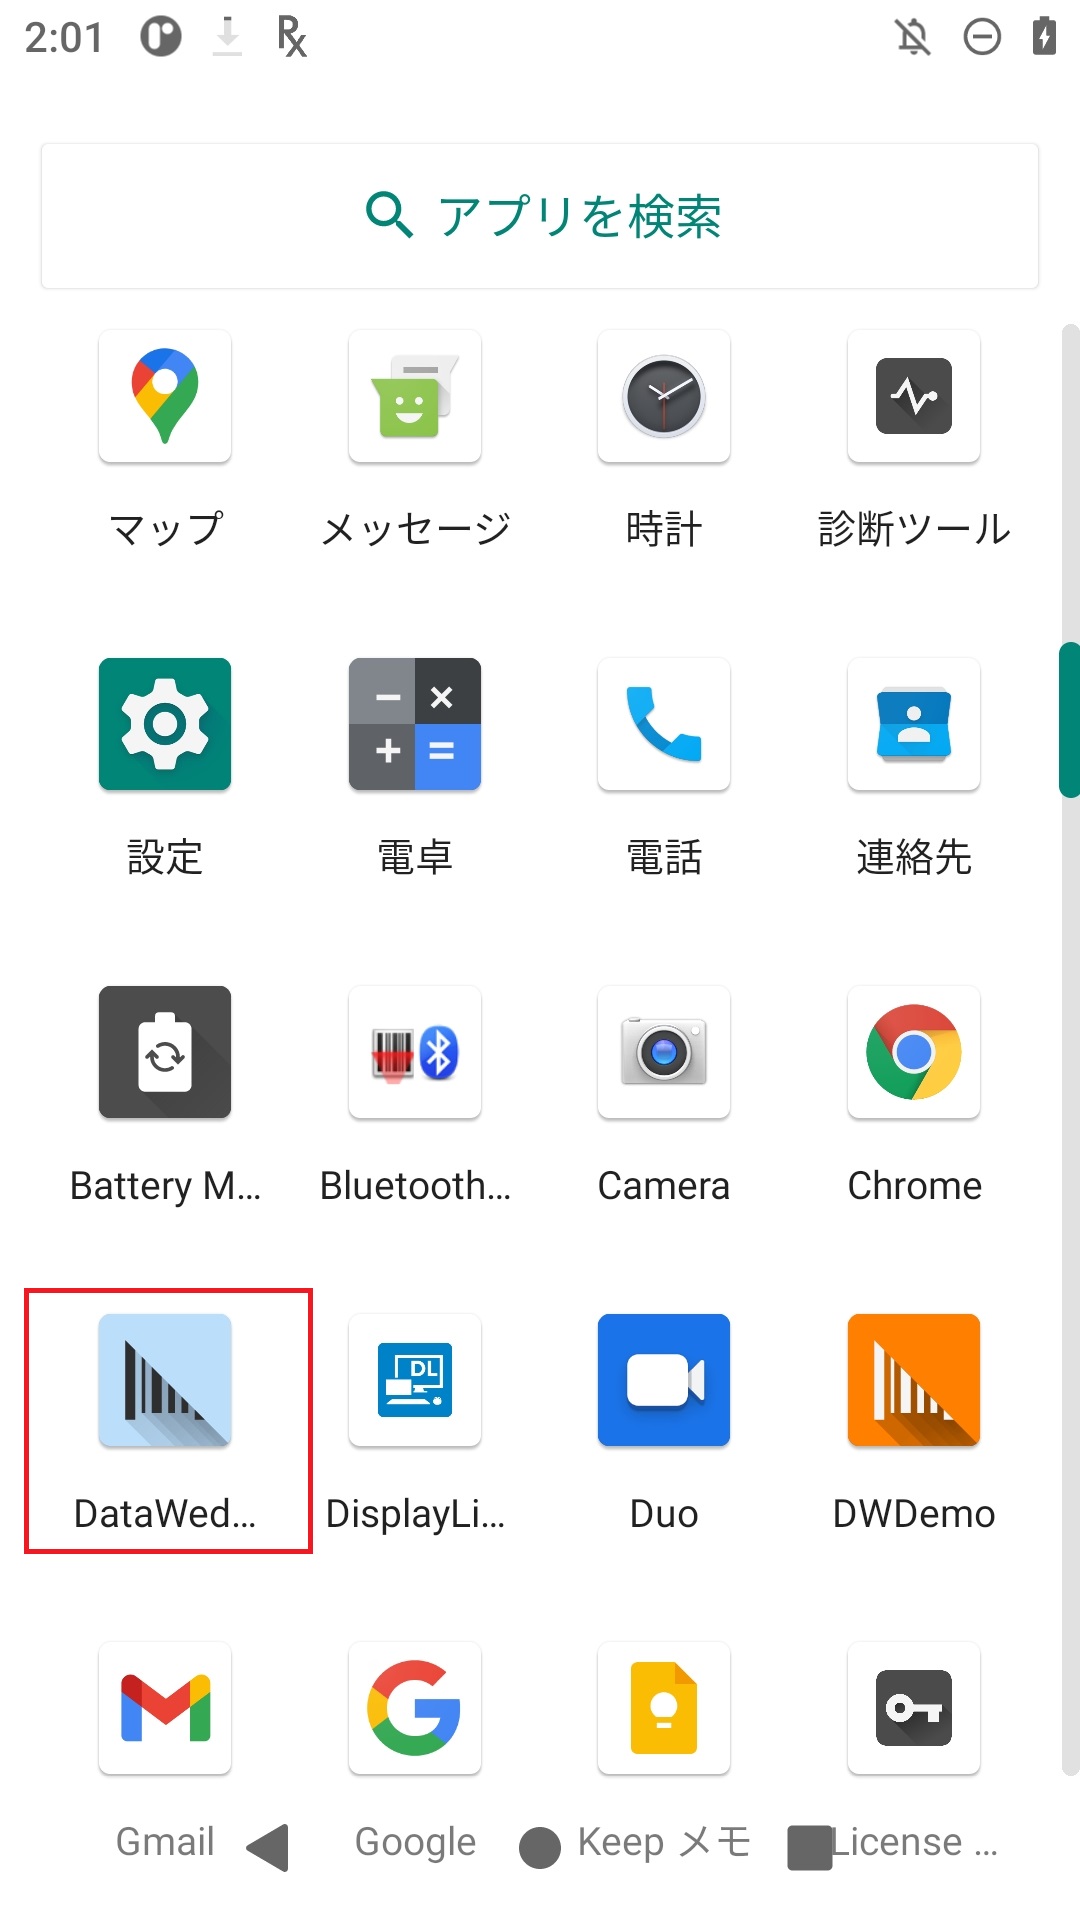 2:01
アプリを検索
マップ メッセージ 時計 診断ツール
設定 電卓 電話 連絡先
Battery M... Bluetooth... Camera Chrome
DL
DataWed... DisplayLi... Duo DWDemo
Gmail Google Keep メモ License ...